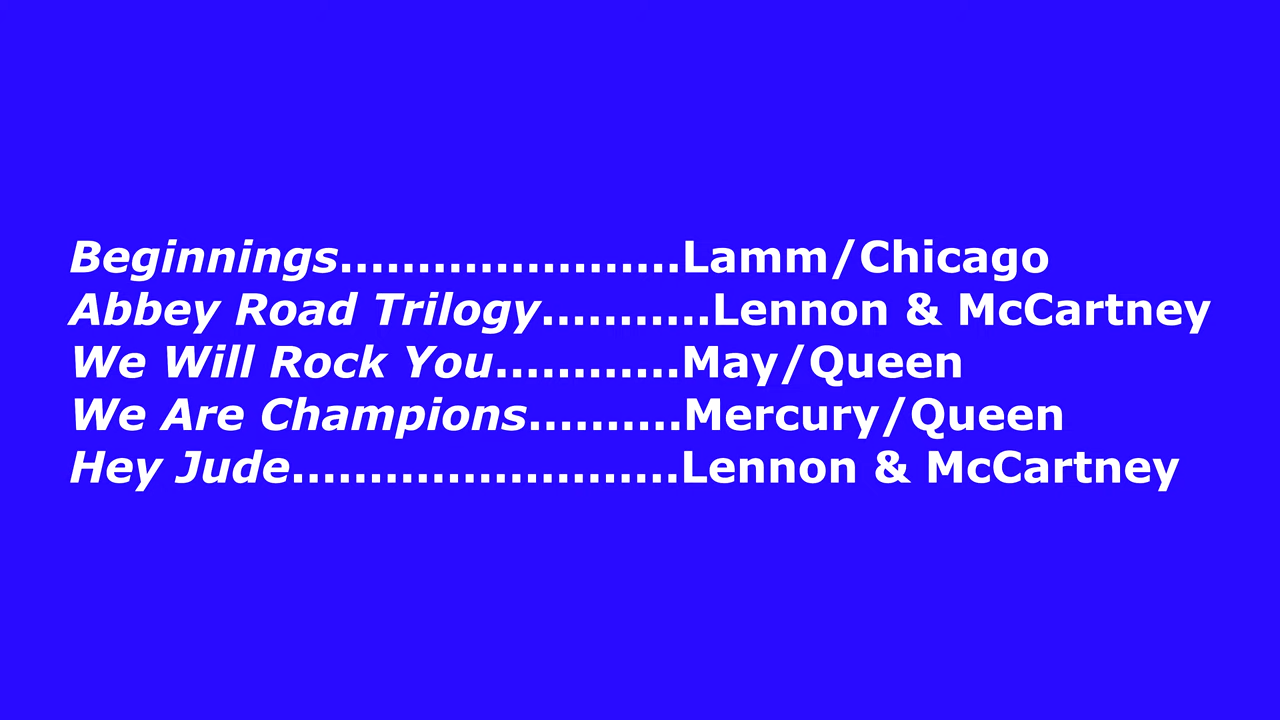 Beginnings......................Lamm/Chicago
Abbey Road Trilogy...........Lennon & McCartney
We Will Rock You............May/Queen
We Are Champions..........Mercury/Queen
Hey Jude.........................Lennon & McCartney